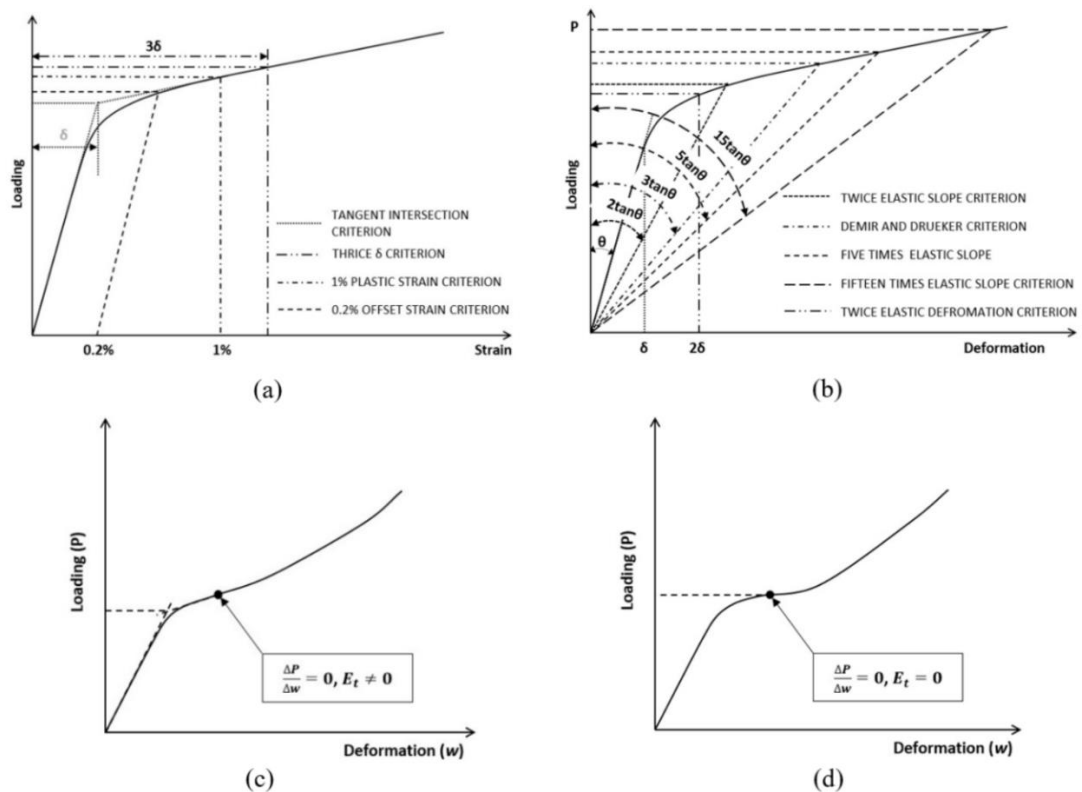 3δ
δ
Loading
TANGENT INTERSECTION
CRITERION
THRICE δ CRITERION
1% PLASTIC STRAIN CRITERION
0.2% OFFSET STRAIN CRITERION
0.2%
1%
Strain
(a)
P
Loading
15tanθ
5tanθ
3tanθ
2tanθ
θ
TWICE ELASTIC SLOPE CRITERION
DEMIR AND DRUEKER CRITERION
FIVE TIMES ELASTIC SLOPE
FIFTEEN TIMES ELASTIC SLOPE CRITERION
TWICE ELASTIC DEFROMATION CRITERION
δ
2δ
Deformation
(b)
Loading (P)
ΔP/Δw = 0, E_t ≠ 0
Deformation (w)
(c)
Loading (P)
ΔP/Δw = 0, E_t = 0
Deformation (w)
(d)